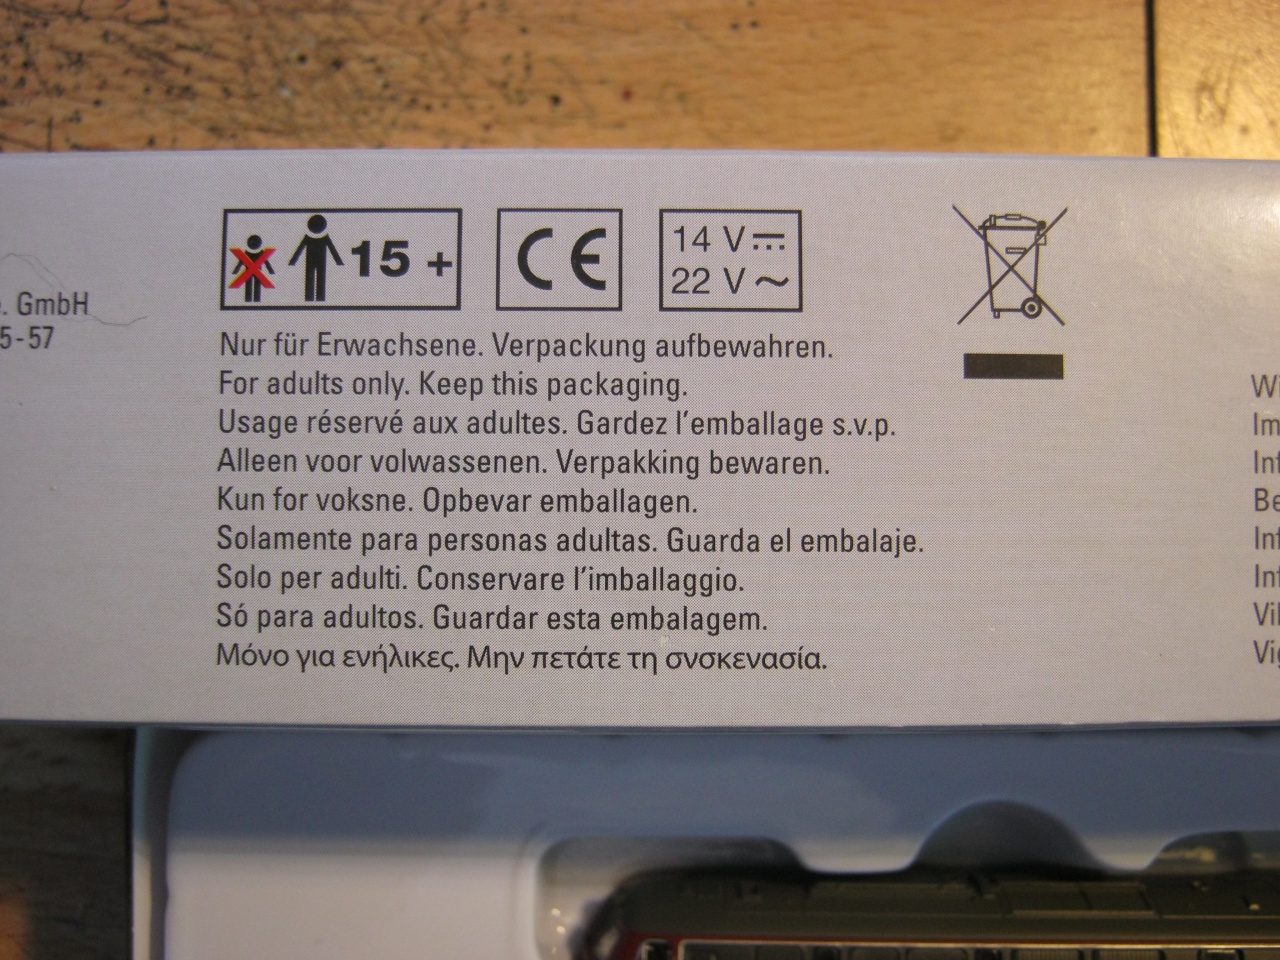 . GmbH
5-57
15 +
CE
14 V
22 V ~
Nur für Erwachsene. Verpackung aufbewahren.
For adults only. Keep this packaging.
Usage réservé aux adultes. Gardez l'emballage s.v.p.
Alleen voor volwassenen. Verpakking bewaren.
Kun for voksne. Opbevar emballagen.
Solamente para personas adultas. Guarda el embalaje.
Solo per adulti. Conservare l'imballaggio.
Só para adultos. Guardar esta embalagem.
Μόνο για ενήλικες. Μην πετάτε τη σνσκενασία.